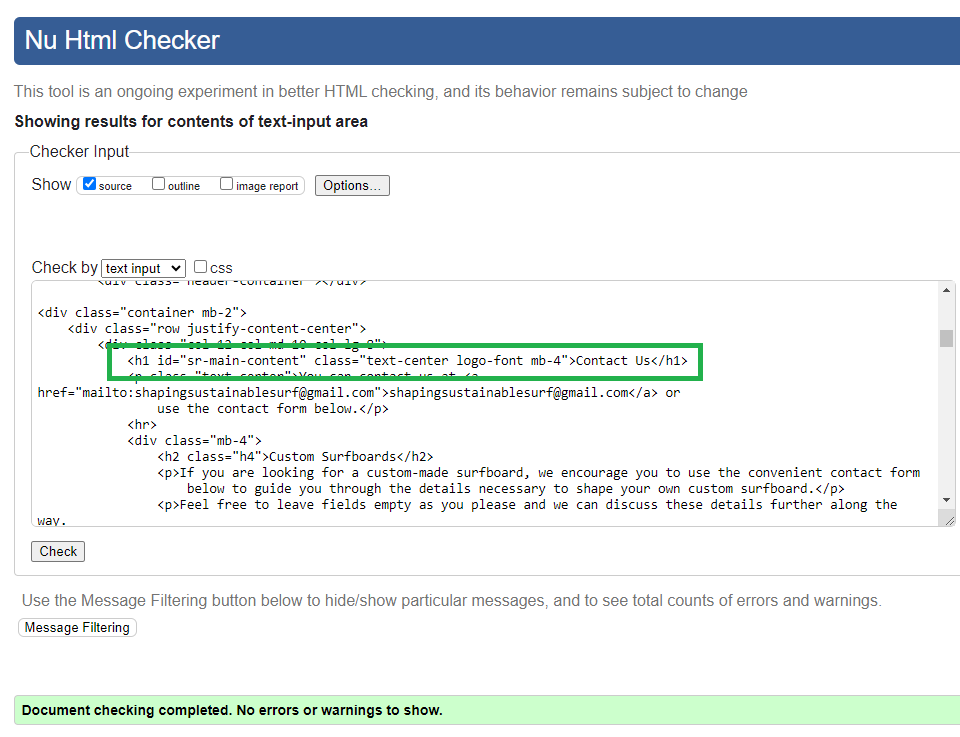 Nu Html Checker
This tool is an ongoing experiment in better HTML checking, and its behavior remains subject to change
Showing results for contents of text-input area
Checker Input
Show source outline image report Options...
Check by text input css
<div class="header-container"></div>
<div class="container mb-2">
<div class="row justify-content-center">
<div class="col-12 col-md-10 col-lg-8">
<h1 id="sr-main-content" class="text-center logo-font mb-4">Contact Us</h1>
<p class="text-center">You can contact us at <a
href="mailto:shapingsustainablesurf@gmail.com">shapingsustainablesurf@gmail.com</a> or
use the contact form below.</p>
<hr>
<div class="mb-4">
<h2 class="h4">Custom Surfboards</h2>
<p>If you are looking for a custom-made surfboard, we encourage you to use the convenient contact form
below to guide you through the details necessary to shape your own custom surfboard.</p>
<p>Feel free to leave fields empty as you please and we can discuss these details further along the
way.
Check
Use the Message Filtering button below to hide/show particular messages, and to see total counts of errors and warnings.
Message Filtering
Document checking completed. No errors or warnings to show.